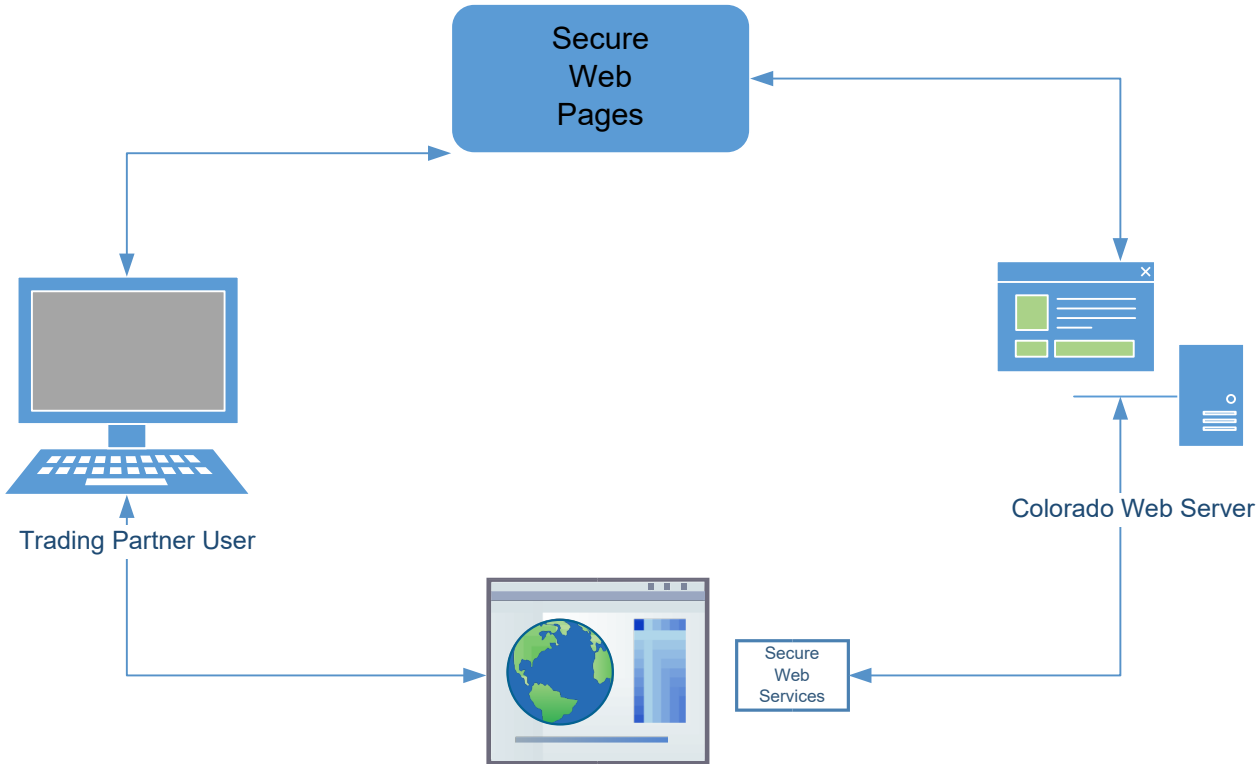 Secure
Web
Pages
Colorado Web Server
Trading Partner User
Secure
Web
Services